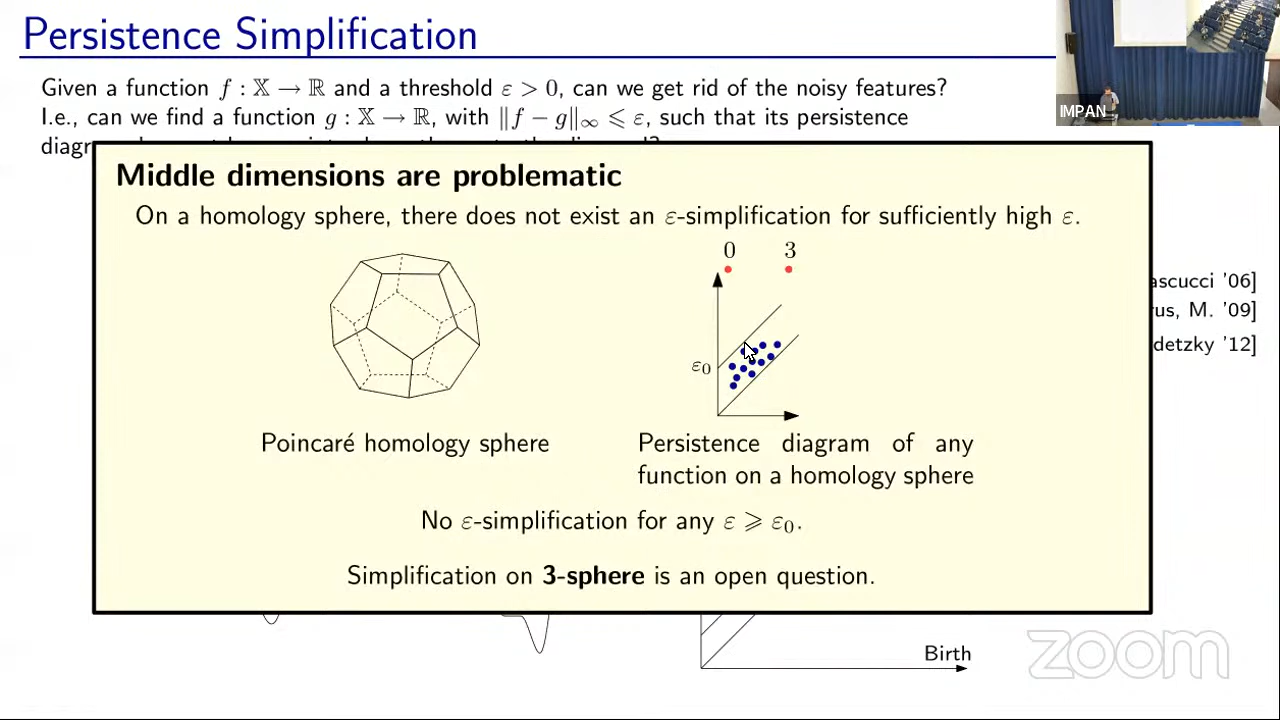 Persistence Simplification
Given a function f : 𝕏 → ℝ and a threshold ε > 0, can we get rid of the noisy features?
I.e., can we find a function g : 𝕏 → ℝ, with ‖f − g‖∞ ⩽ ε, such that its persistence
IMPAN
Middle dimensions are problematic
On a homology sphere, there does not exist an ε-simplification for sufficiently high ε.
0 3
ascucci '06]
rus, M. '09]
detzky '12]
ε₀
Poincaré homology sphere
Persistence diagram of any
function on a homology sphere
No ε-simplification for any ε ⩾ ε₀.
Simplification on 3-sphere is an open question.
Birth
zoom